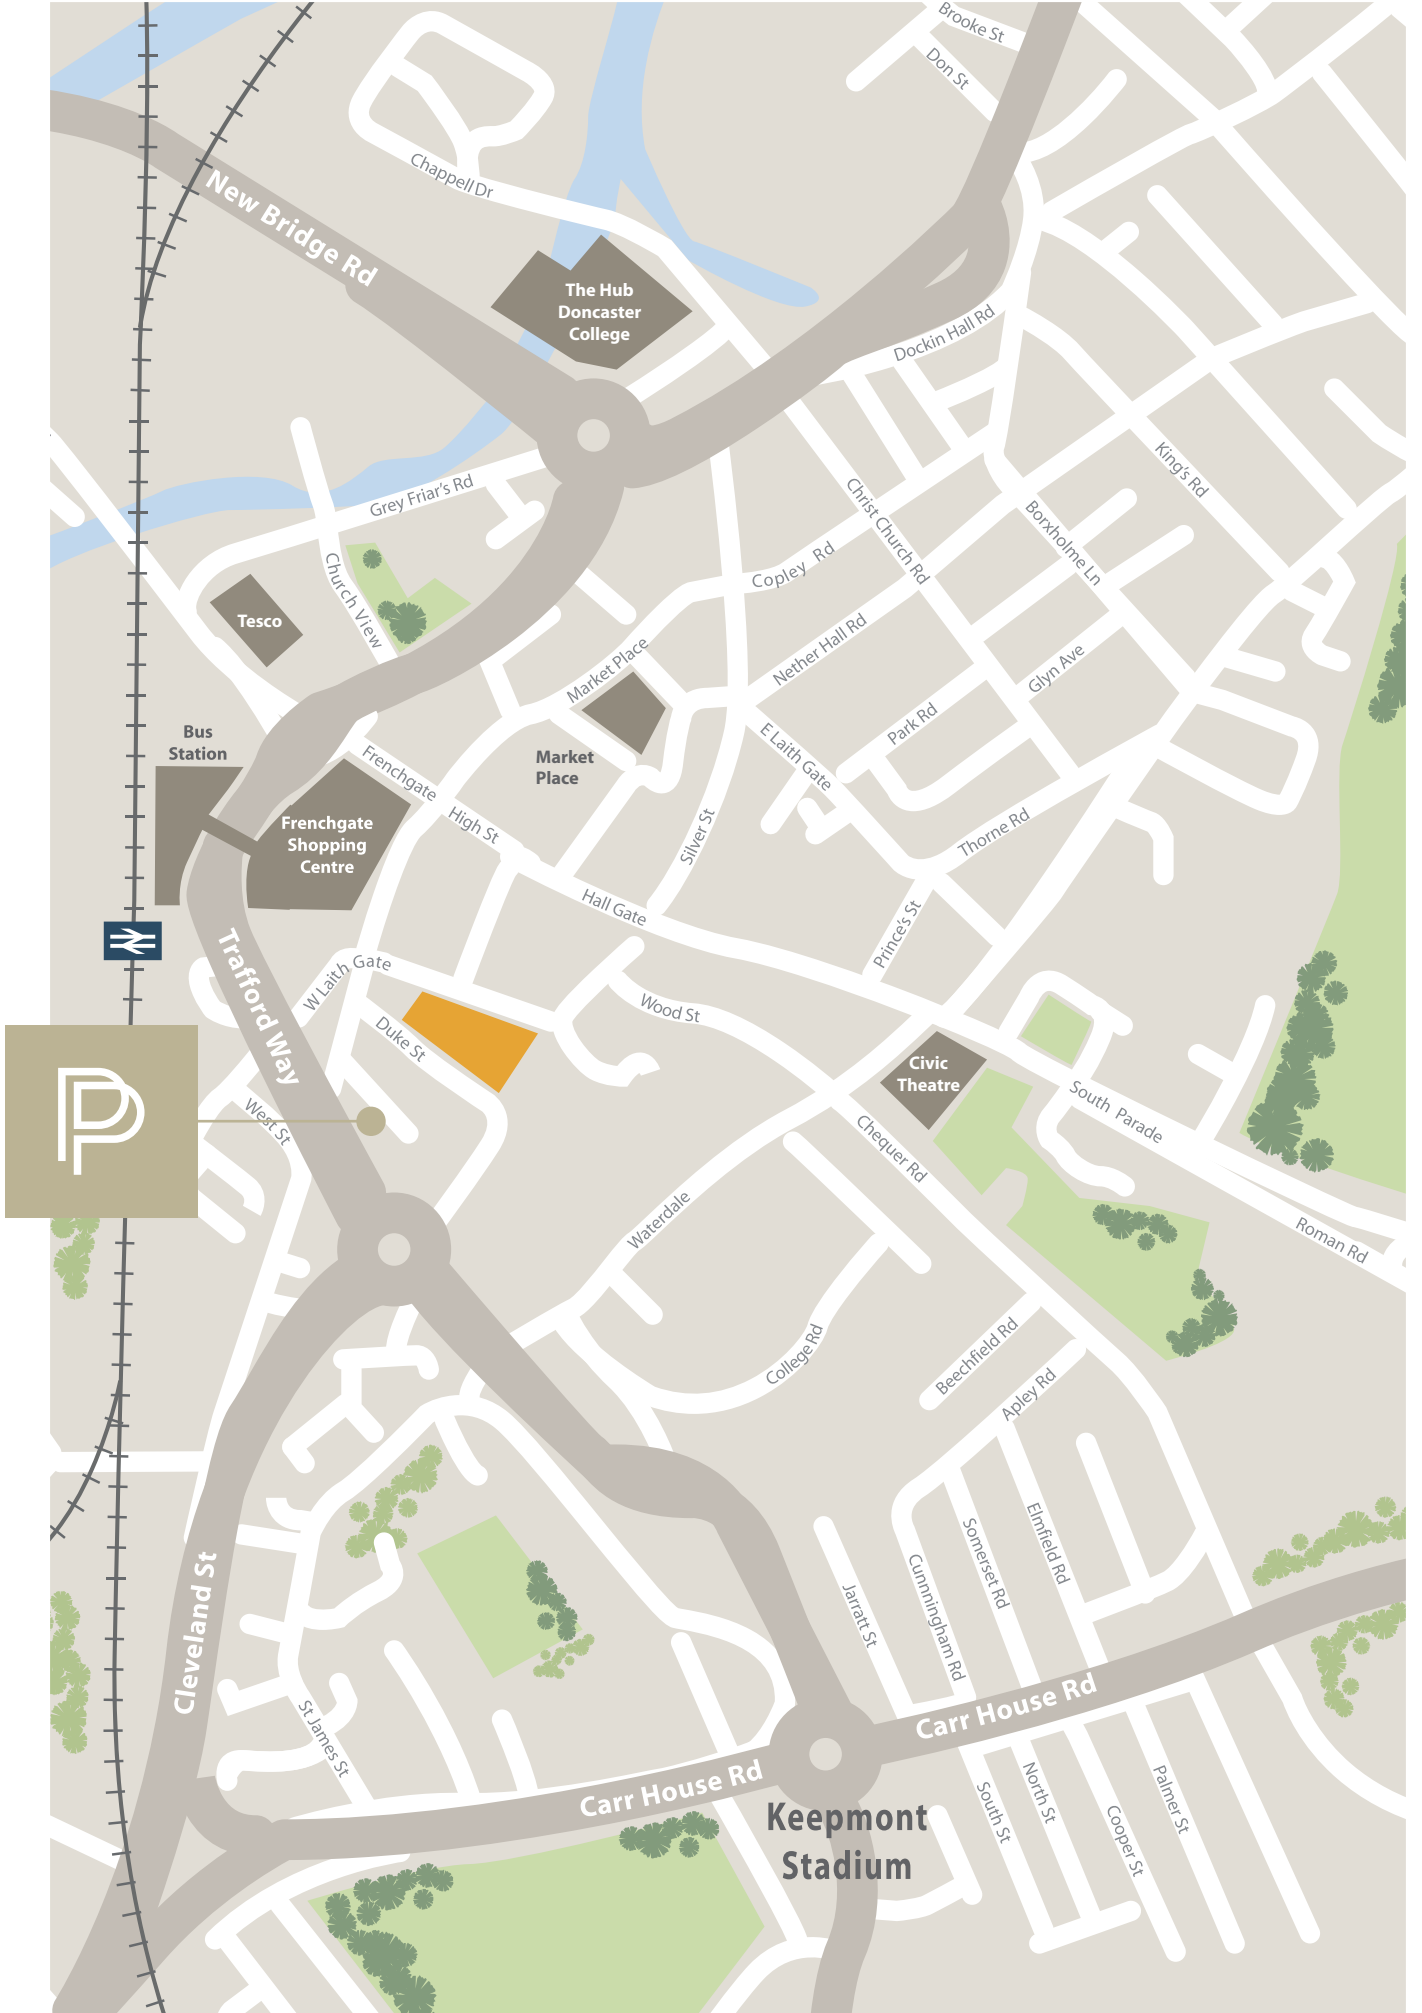 Brooke St
Don St
Chappell Dr
New Bridge Rd
The Hub
Doncaster
College
Dockin Hall Rd
King's Rd
Grey Friar's Rd
Christ Church Rd
Borxholme Ln
Church View
Copley Rd
Tesco
Nether Hall Rd
Market Place
Glyn Ave
Park Rd
Bus
Station
E Laith Gate
Market
Place
Frenchgate
High St
Frenchgate
Shopping
Centre
Silver St
Thorne Rd
Hall Gate
Prince's St
Trafford Way
W Laith Gate
Wood St
Duke St
Civic
Theatre
PP
West St
South Parade
Chequer Rd
Waterdale
Roman Rd
College Rd
Beechfield Rd
Apley Rd
Elmfield Rd
Somerset Rd
Cunnningham Rd
Jarratt St
Cleveland St
St James St
Carr House Rd
Carr House Rd
Keepmont
Stadium
South St
North St
Cooper St
Palmer St